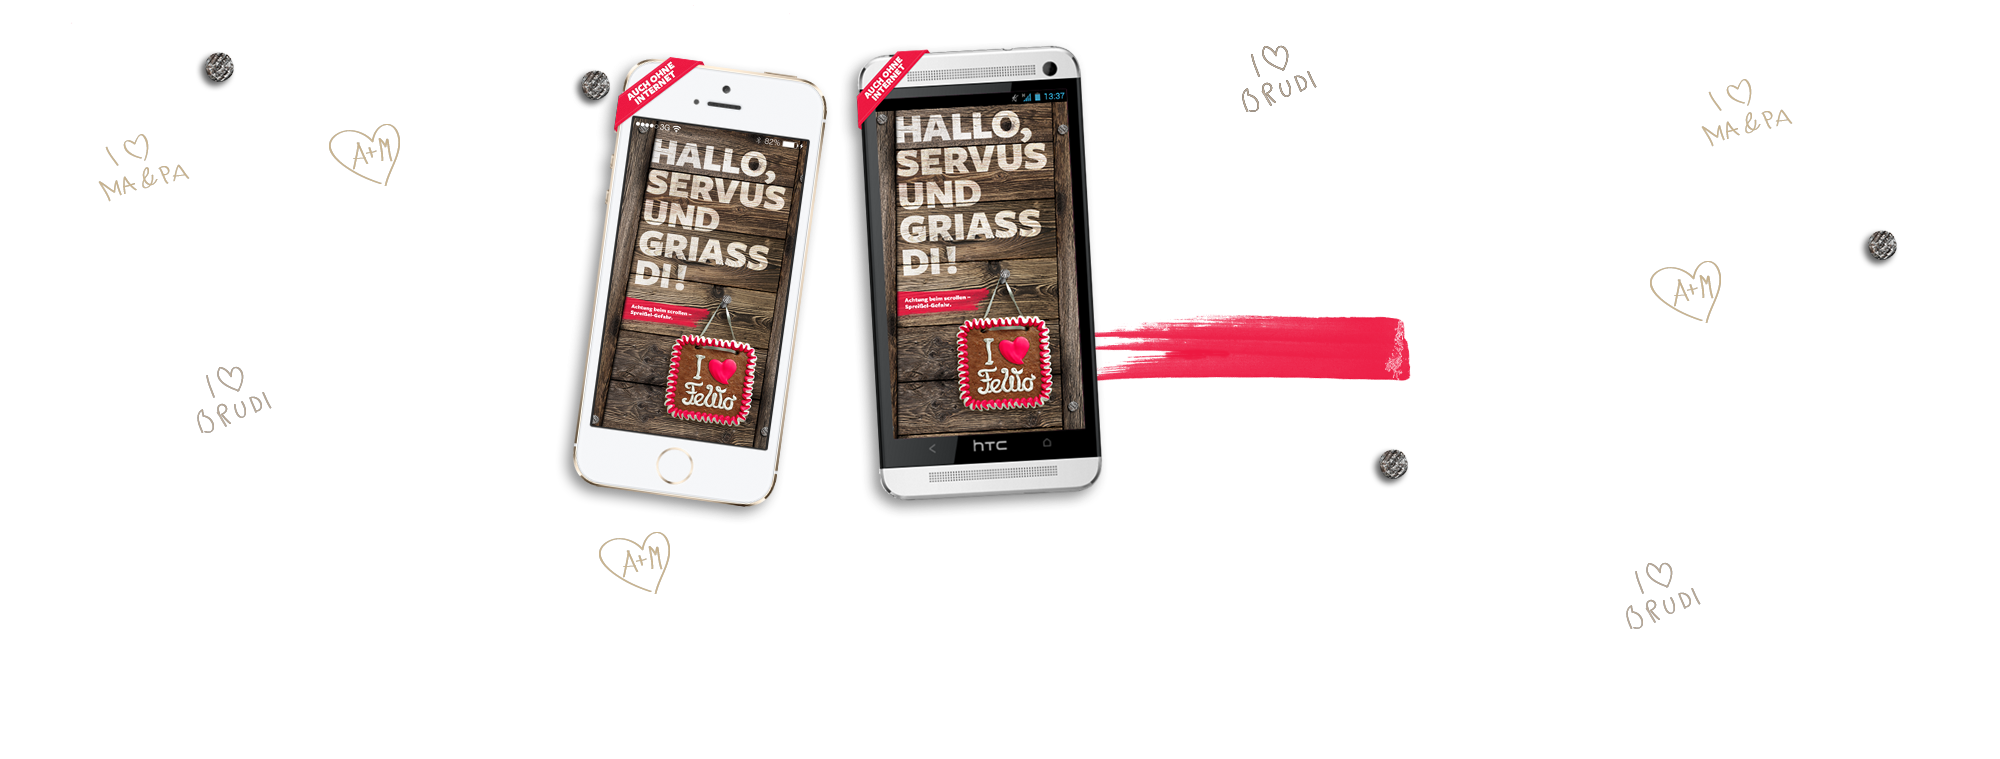 I ♡
MA & PA
A+M
I ♡
BRUDI
AUCH OHNE
INTERNET
3G
82%
HALLO,
SERVUS
UND
GRIASS
DI!
Achtung beim scrollen –
Spreißel-Gefahr.
I ♥
FeWo
A+M
AUCH OHNE
INTERNET
13:37
HALLO,
SERVUS
UND
GRIASS
DI!
Achtung beim scrollen –
Spreißel-Gefahr.
I ♥
FeWo
hTC
I ♡
BRUDI
I ♡
MA & PA
A+M
I ♡
BRUDI